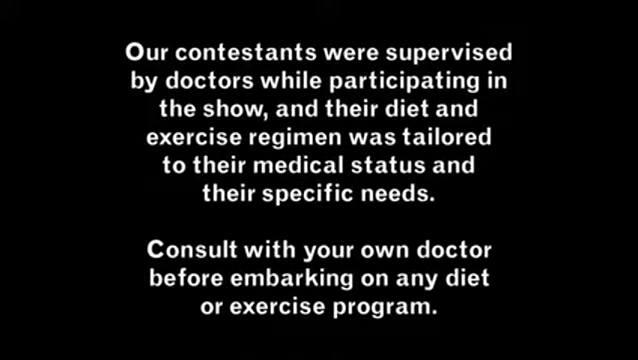 Our contestants were supervised
by doctors while participating in
the show, and their diet and
exercise regimen was tailored
to their medical status and
their specific needs.
Consult with your own doctor
before embarking on any diet
or exercise program.